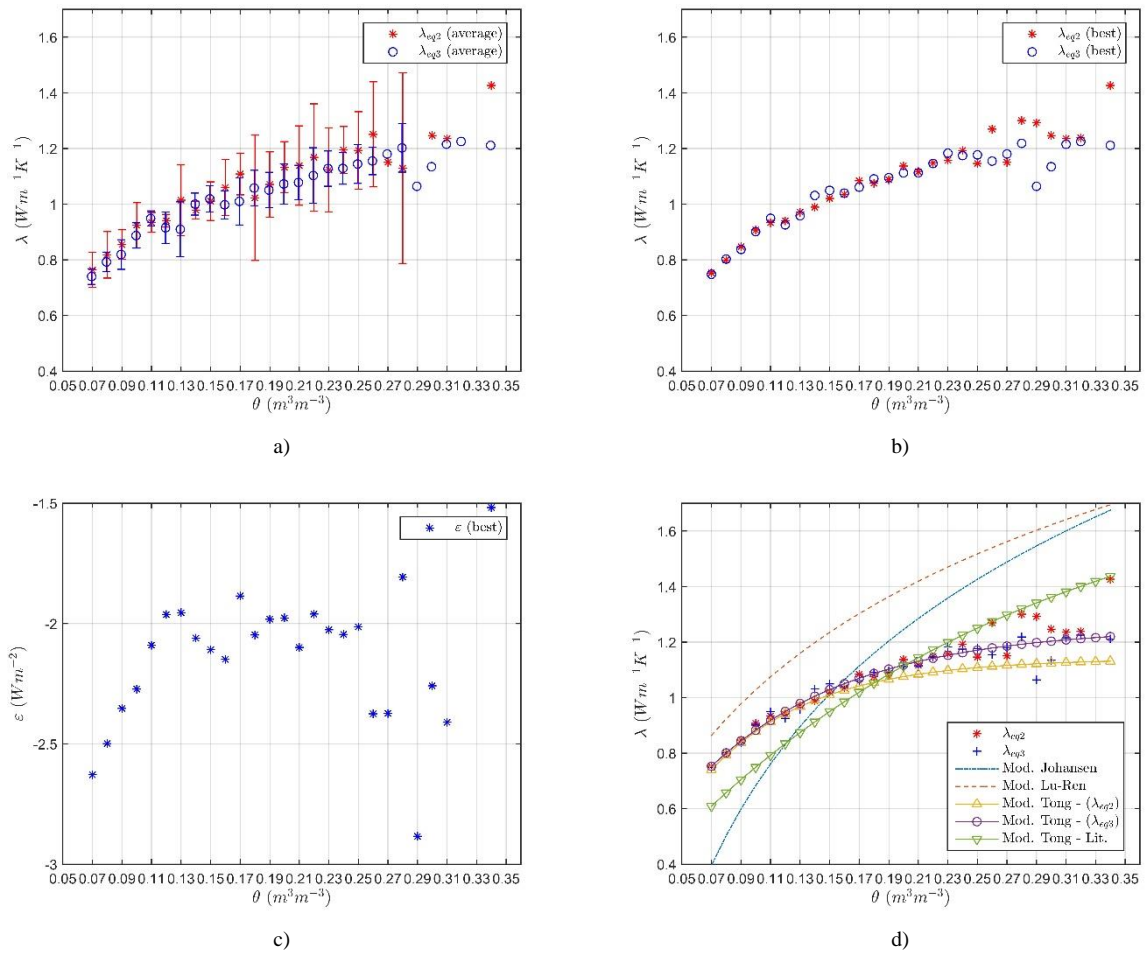 1.6
1.4
1.2
1
0.8
0.6
0.4
λ (Wm ¹K⁻¹)
λeq2 (average)
λeq3 (average)
0.05 0.07 0.09 0.11 0.13 0.15 0.17 0.19 0.21 0.23 0.25 0.27 0.29 0.31 0.33 0.35
θ (m³m⁻³)
a)
1.6
1.4
1.2
1
0.8
0.6
0.4
λ (Wm ¹K⁻¹)
λeq2 (best)
λeq3 (best)
0.05 0.07 0.09 0.11 0.13 0.15 0.17 0.19 0.21 0.23 0.25 0.27 0.29 0.31 0.33 0.35
θ (m³m⁻³)
b)
-1.5
-2
-2.5
-3
ε (Wm⁻²)
ε (best)
0.05 0.07 0.09 0.11 0.13 0.15 0.17 0.19 0.21 0.23 0.25 0.27 0.29 0.31 0.33 0.35
θ (m³m⁻³)
c)
1.6
1.4
1.2
1
0.8
0.6
0.4
λ (Wm ¹K⁻¹)
λeq2
λeq3
Mod. Johansen
Mod. Lu-Ren
Mod. Tong - (λeq2)
Mod. Tong - (λeq3)
Mod. Tong - Lit.
0.05 0.07 0.09 0.11 0.13 0.15 0.17 0.19 0.21 0.23 0.25 0.27 0.29 0.31 0.33 0.35
θ (m³m⁻³)
d)